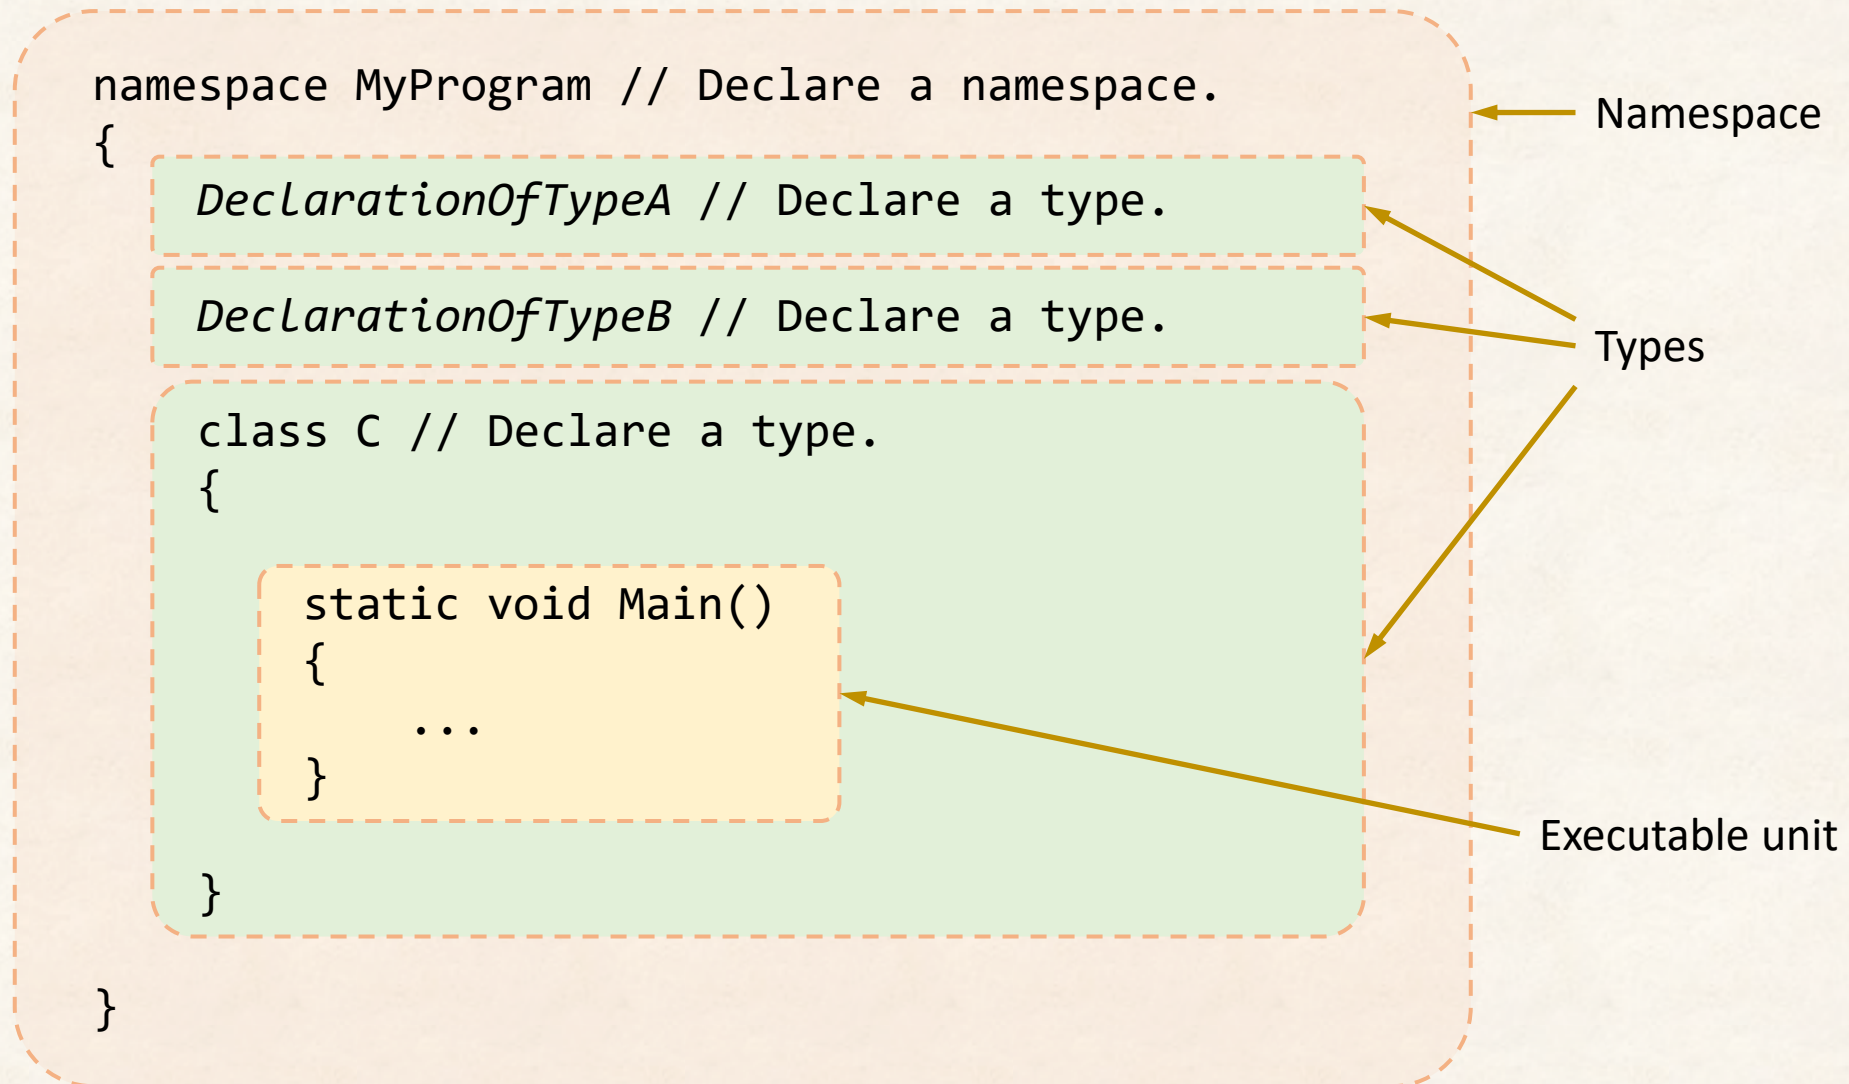 namespace MyProgram // Declare a namespace.
{
DeclarationOfTypeA // Declare a type.
DeclarationOfTypeB // Declare a type.
class C // Declare a type.
{
static void Main()
{
...
}
}
}
Namespace
Types
Executable unit